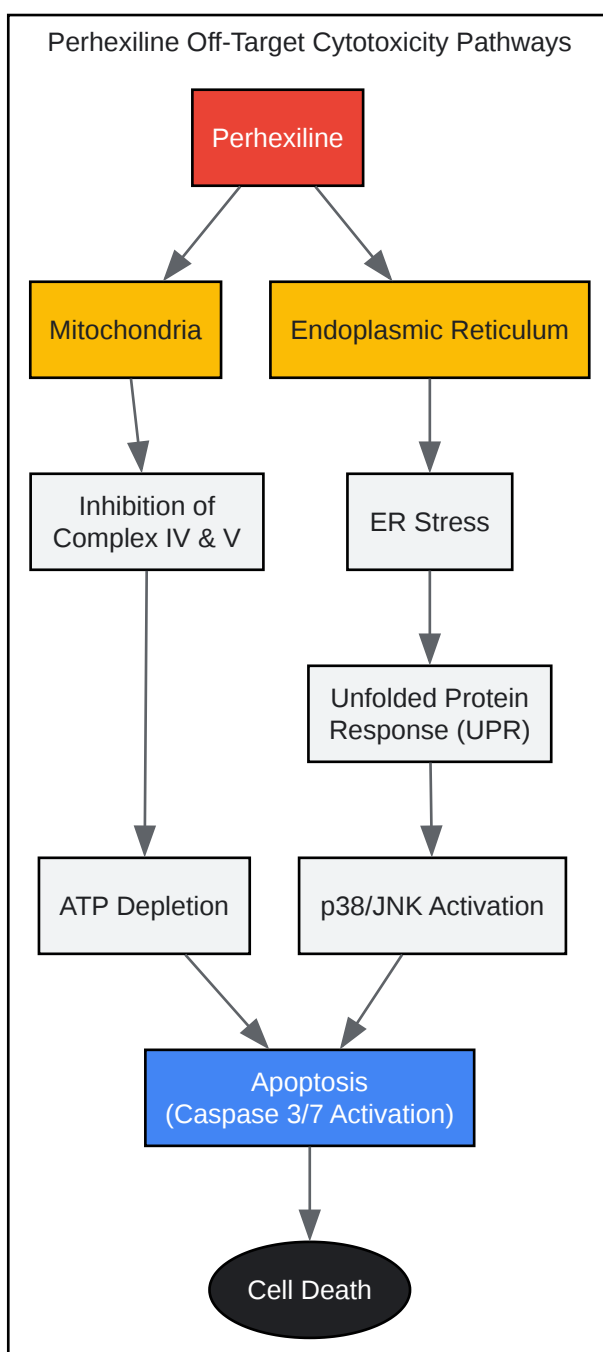 Perhexiline Off-Target Cytotoxicity Pathways
Perhexiline
Mitochondria
Endoplasmic Reticulum
Inhibition of
Complex IV & V
ER Stress
Unfolded Protein
Response (UPR)
ATP Depletion
p38/JNK Activation
Apoptosis
(Caspase 3/7 Activation)
Cell Death